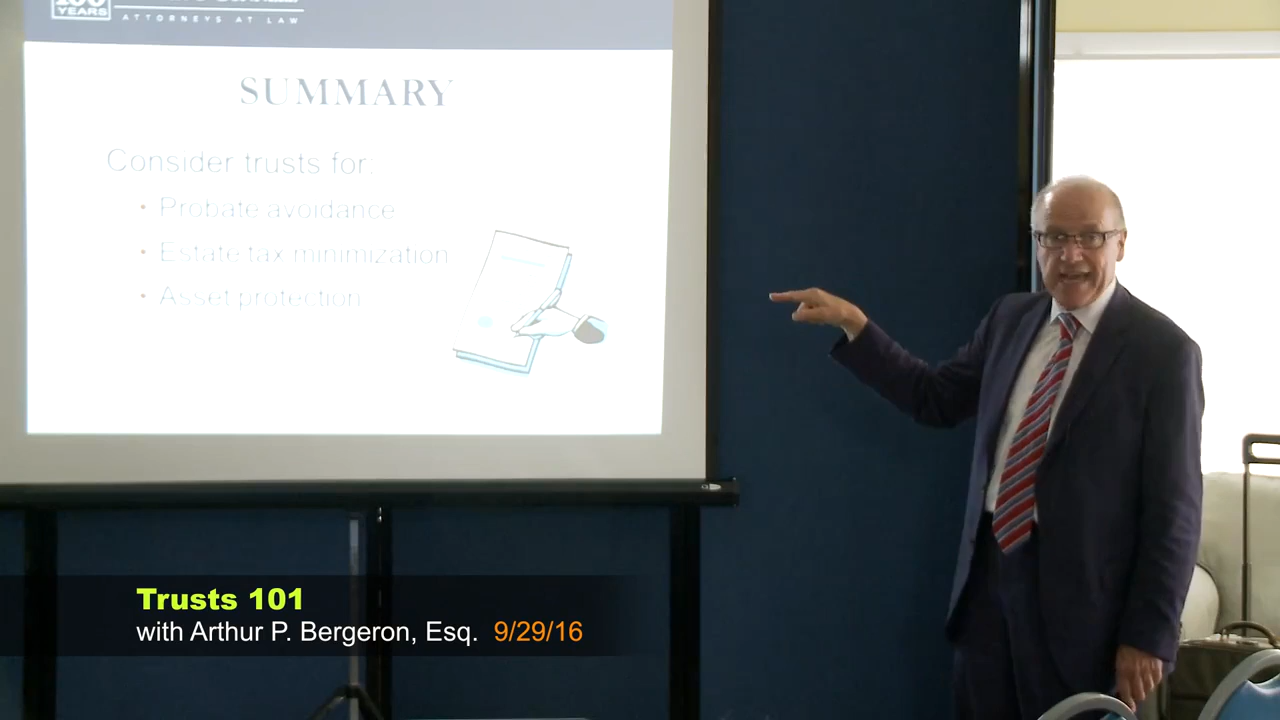 100
YEARS
ATTORNEYS AT LAW
SUMMARY
Consider trusts for:
• Probate avoidance
• Estate tax minimization
• Asset protection
Trusts 101
with Arthur P. Bergeron, Esq. 9/29/16